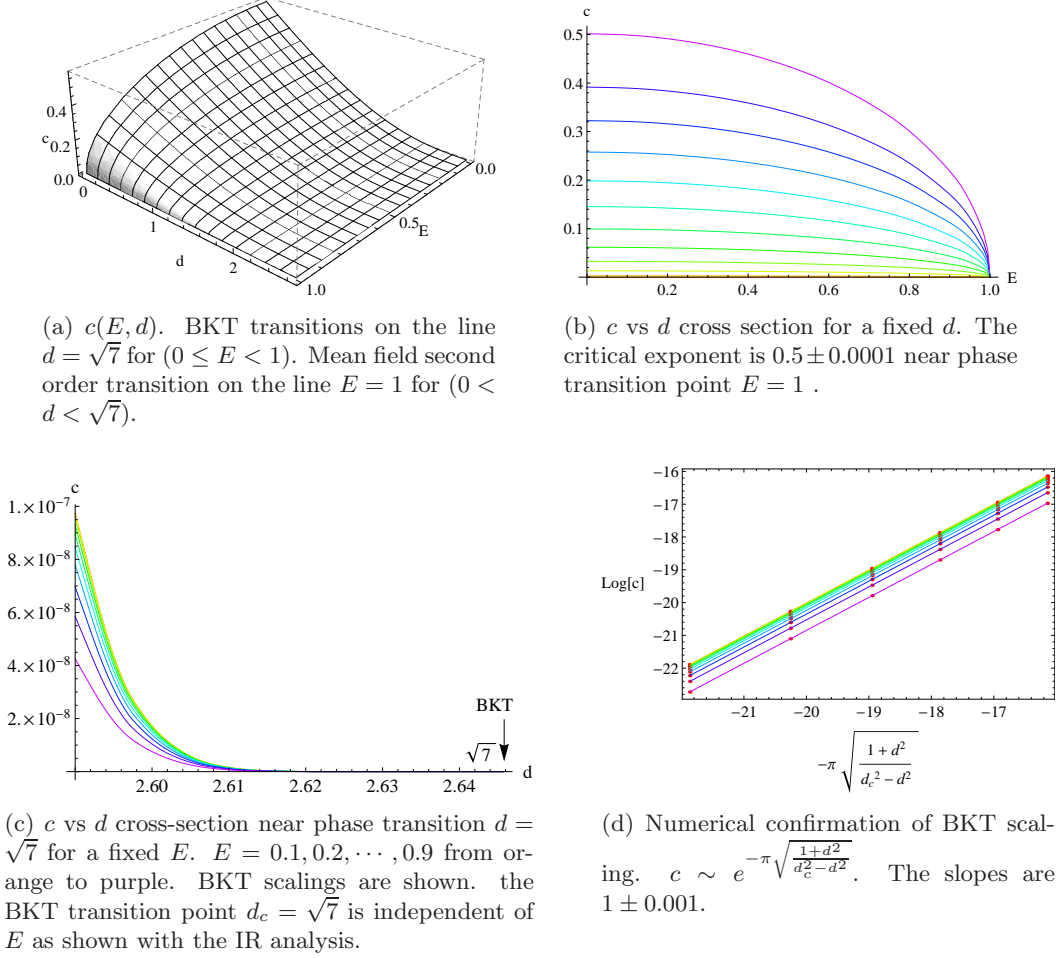 c
0.4
0.2
0.0
0
1
2
d
0.0
0.5
E
1.0
(a) c(E, d). BKT transitions on the line
d = √7 for (0 ≤ E < 1). Mean field second
order transition on the line E = 1 for (0 <
d < √7).
c
0.5
0.4
0.3
0.2
0.1
0.2 0.4 0.6 0.8 1.0 E
(b) c vs d cross section for a fixed d. The
critical exponent is 0.5±0.0001 near phase
transition point E = 1 .
c
1.×10⁻⁷
8.×10⁻⁸
6.×10⁻⁸
4.×10⁻⁸
2.×10⁻⁸
BKT
√7
2.60 2.61 2.62 2.63 2.64 d
(c) c vs d cross-section near phase transition d =
√7 for a fixed E. E = 0.1, 0.2, ⋯ , 0.9 from or-
ange to purple. BKT scalings are shown. the
BKT transition point d_c = √7 is independent of
E as shown with the IR analysis.
−16
−17
−18
−19
−20
−21
−22
Log[c]
−21 −20 −19 −18 −17
−π √((1 + d²)/(d_c² − d²))
(d) Numerical confirmation of BKT scal-
ing. c ∼ e^(−π√((1+d²)/(d_c²−d²))). The slopes are
1 ± 0.001.